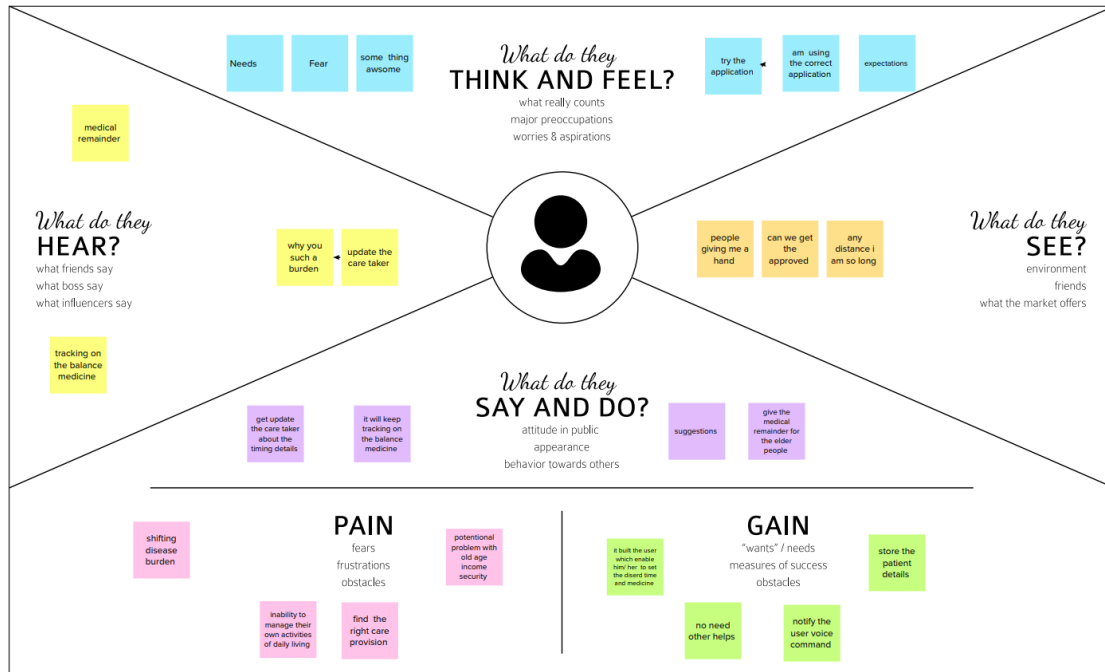 What do they
THINK AND FEEL?
what really counts
major preoccupations
worries & aspirations
Needs
Fear
some thing
awsome
try the
application
am using
the correct
application
expectations
What do they
HEAR?
what friends say
what boss say
what influencers say
medical
remainder
why you
such a
burden
update the
care taker
tracking on
the balance
medicine
What do they
SEE?
environment
friends
what the market offers
people
giving me a
hand
can we get
the
approved
any
distance i
am so long
What do they
SAY AND DO?
attitude in public
appearance
behavior towards others
get update
the care taker
about the
timing details
it will keep
tracking on
the balance
medicine
suggestions
give the
medical
remainder for
the elder
people
PAIN
fears
frustrations
obstacles
shifting
disease
burden
potentional
problem with
old age
income
security
inability to
manage their
own activities
of daily living
find the
right care
provision
GAIN
"wants" / needs
measures of success
obstacles
it built the user
which enable
him/ her to set
the diserd time
and medicine
store the
patient
details
no need
other helps
notify the
user voice
command